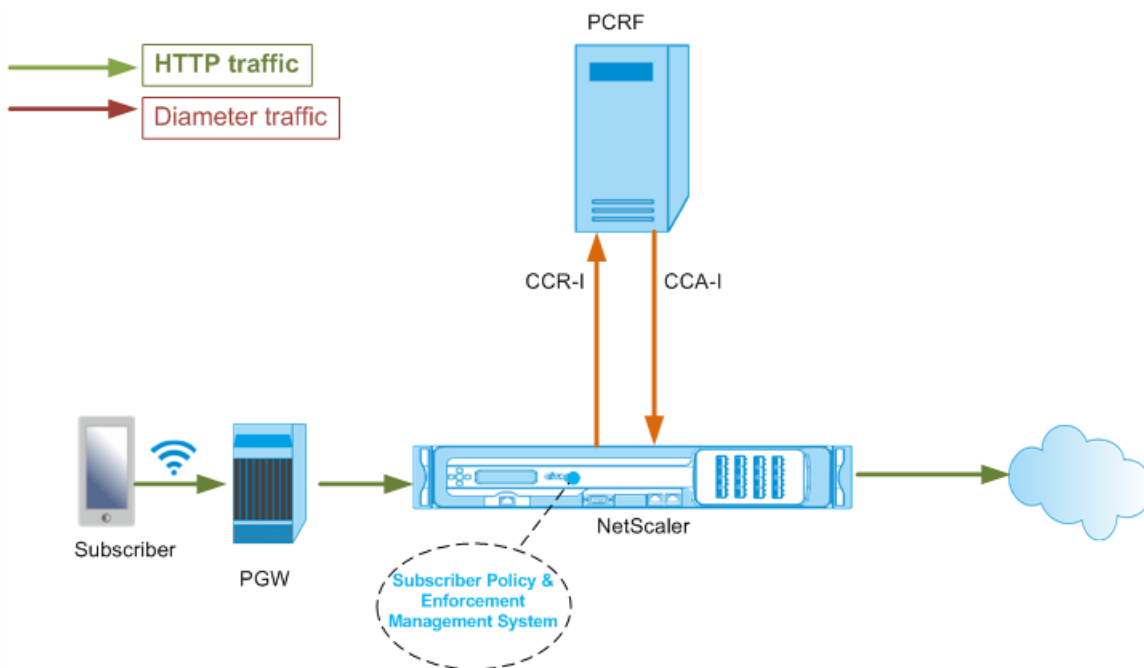 PCRF
HTTP traffic
Diameter traffic
CCR-I
CCA-I
Subscriber
PGW
NetScaler
Subscriber Policy &
Enforcement
Management System